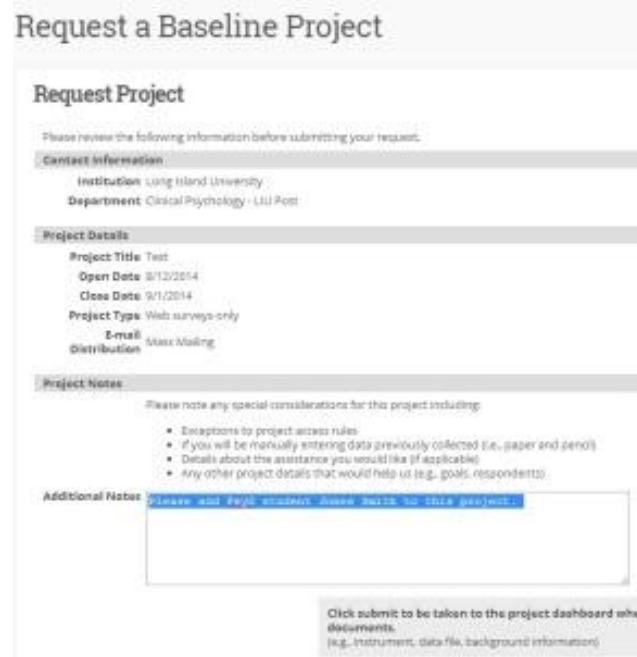 Request a Baseline Project
Request Project
Please review the following information before submitting your request.
Contact Information
Institution Long Island University
Department Clinical Psychology - LIU Post
Project Details
Project Title Test
Open Date 8/12/2014
Close Date 9/1/2014
Project Type Web surveys-only
E-mail Distribution Mass Mailing
Project Notes
Please note any special considerations for this project including:
• Exceptions to project access rules
• If you will be manually entering data previously collected (i.e., paper and pencil)
• Details about the assistance you would like (if applicable)
• Any other project details that would help us (e.g., goals, respondents)
Additional Notes Please add PsyD student James Smith to this project.
Click submit to be taken to the project dashboard whe
documents.
(e.g., instrument, data file, background information)